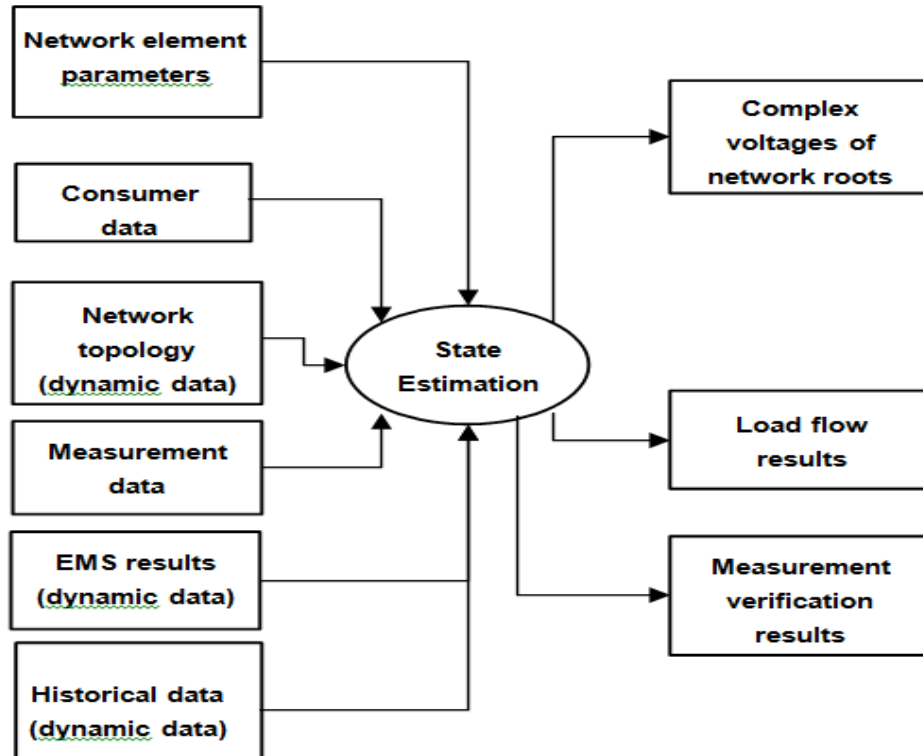 Network element
parameters
Consumer
data
Network
topology
(dynamic data)
Measurement
data
EMS results
(dynamic data)
Historical data
(dynamic data)
State
Estimation
Complex
voltages of
network roots
Load flow
results
Measurement
verification
results